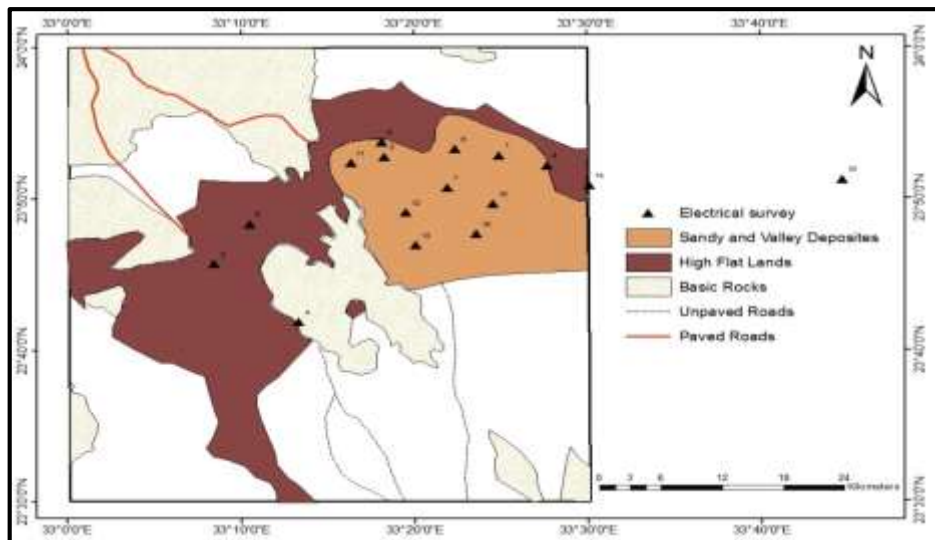 33°0'0"E 33°10'0"E 33°20'0"E 33°30'0"E 33°40'0"E
N
24°0'0"N 24°0'0"N
23°50'0"N 23°50'0"N
Electrical survey
Sandy and Valley Deposites
High Flat Lands
Basic Rocks
Unpaved Roads
Paved Roads
23°40'0"N 23°40'0"N
0 3 6 12 18 24
Kilometers
23°30'0"N 23°30'0"N
33°0'0"E 33°10'0"E 33°20'0"E 33°30'0"E 33°40'0"E